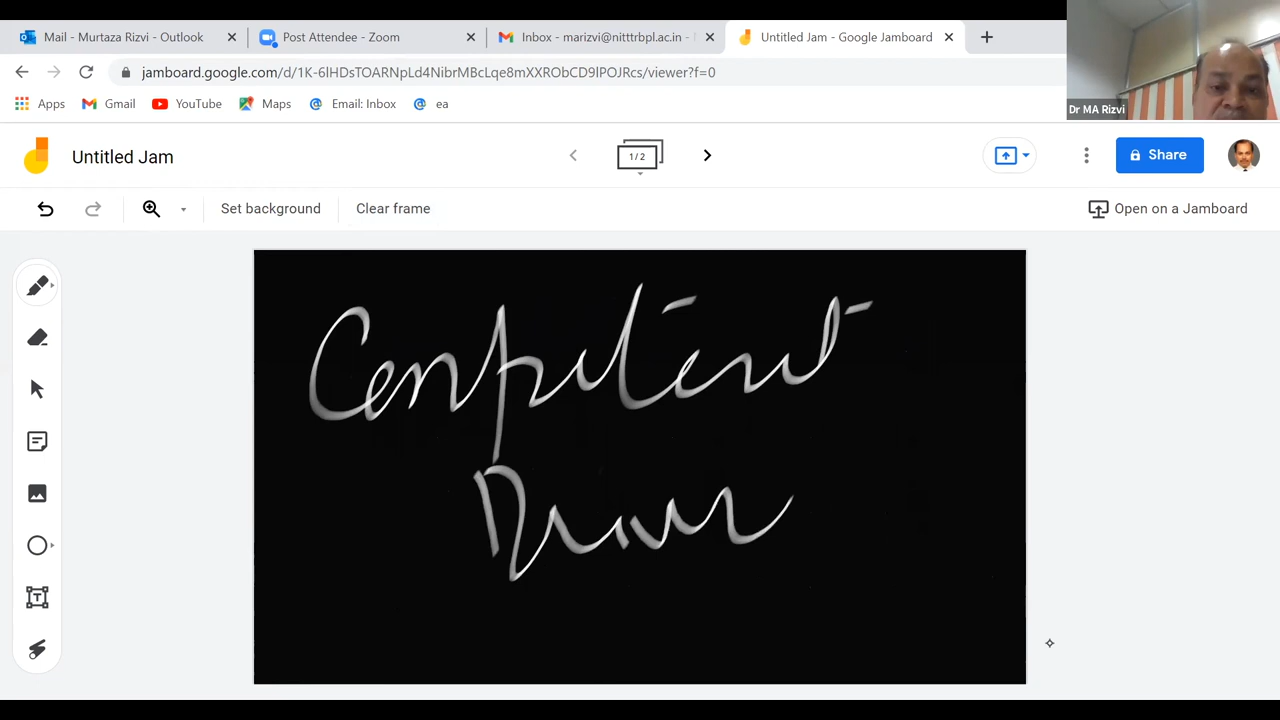 Mail - Murtaza Rizvi - Outlook
Post Attendee - Zoom
Inbox - marizvi@nitttrbpl.ac.in -
Untitled Jam - Google Jamboard
jamboard.google.com/d/1K-6lHDsTOARNpLd4NibrMBcLqe8mXXRObCD9lPOJRcs/viewer?f=0
Apps Gmail YouTube Maps Email: Inbox ea
Dr MA Rizvi
Untitled Jam
1/2
Share
Set background Clear frame
Open on a Jamboard
Competent
Driver